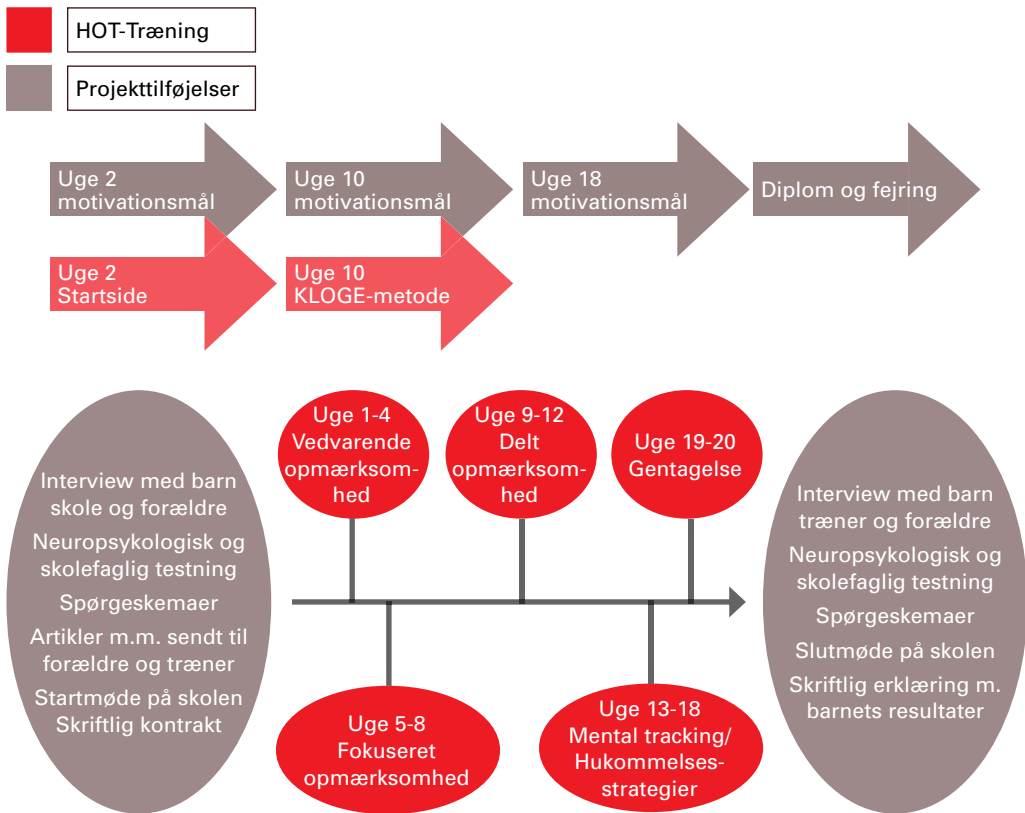 HOT-Træning
Projekttilføjelser
Uge 2
motivationsmål
Uge 10
motivationsmål
Uge 18
motivationsmål
Diplom og fejring
Uge 2
Startside
Uge 10
KLOGE-metode
Interview med barn
skole og forældre
Neuropsykologisk og
skolefaglig testning
Spørgeskemaer
Artikler m.m. sendt til
forældre og træner
Startmøde på skolen
Skriftlig kontrakt
Uge 1-4
Vedvarende
opmærksom-
hed
Uge 9-12
Delt
opmærksom-
hed
Uge 19-20
Gentagelse
Uge 5-8
Fokuseret
opmærksomhed
Uge 13-18
Mental tracking/
Hukommelses-
strategier
Interview med barn
træner og forældre
Neuropsykologisk og
skolefaglig testning
Spørgeskemaer
Slutmøde på skolen
Skriftlig erklæring m.
barnets resultater